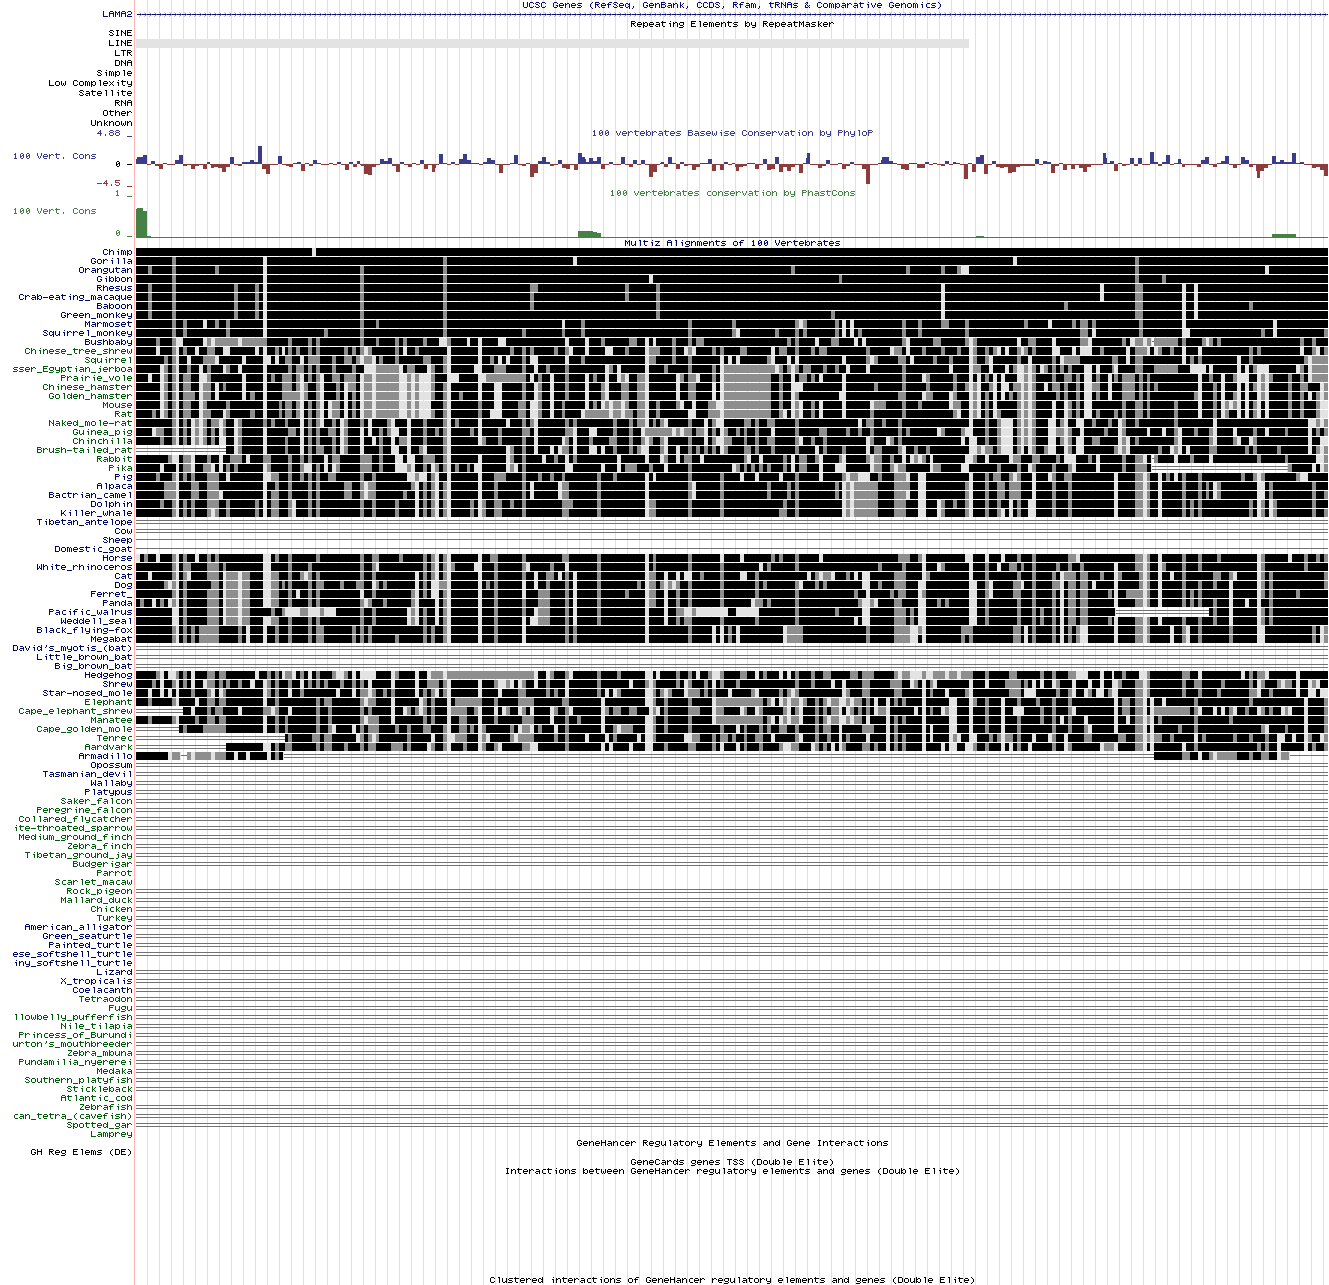 UCSC Genes (RefSeq, GenBank, CCDS, Rfam, tRNAs & Comparative Genomics)
LAMA2
Repeating Elements by RepeatMasker
SINE
LINE
LTR
DNA
Simple
Low Complexity
Satellite
RNA
Other
Unknown
4.88 _
100 vertebrates Basewise Conservation by PhyloP
100 Vert. Cons
0 _
-4.5 _
1 _
100 vertebrates conservation by PhastCons
100 Vert. Cons
0 _
Multiz Alignments of 100 Vertebrates
Chimp
Gorilla
Orangutan
Gibbon
Rhesus
Crab-eating_macaque
Baboon
Green_monkey
Marmoset
Squirrel_monkey
Bushbaby
Chinese_tree_shrew
Squirrel
sser_Egyptian_jerboa
Prairie_vole
Chinese_hamster
Golden_hamster
Mouse
Rat
Naked_mole-rat
Guinea_pig
Chinchilla
Brush-tailed_rat
Rabbit
Pika
Pig
Alpaca
Bactrian_camel
Dolphin
Killer_whale
Tibetan_antelope
Cow
Sheep
Domestic_goat
Horse
White_rhinoceros
Cat
Dog
Ferret_
Panda
Pacific_walrus
Weddell_seal
Black_flying-fox
Megabat
David's_myotis_(bat)
Little_brown_bat
Big_brown_bat
Hedgehog
Shrew
Star-nosed_mole
Elephant
Cape_elephant_shrew
Manatee
Cape_golden_mole
Tenrec
Aardvark
Armadillo
Opossum
Tasmanian_devil
Wallaby
Platypus
Saker_falcon
Peregrine_falcon
Collared_flycatcher
ite-throated_sparrow
Medium_ground_finch
Zebra_finch
Tibetan_ground_jay
Budgerigar
Parrot
Scarlet_macaw
Rock_pigeon
Mallard_duck
Chicken
Turkey
American_alligator
Green_seaturtle
Painted_turtle
ese_softshell_turtle
iny_softshell_turtle
Lizard
X_tropicalis
Coelacanth
Tetraodon
Fugu
llowbelly_pufferfish
Nile_tilapia
Princess_of_Burundi
urton's_mouthbreeder
Zebra_mbuna
Pundamilia_nyererei
Medaka
Southern_platyfish
Stickleback
Atlantic_cod
Zebrafish
can_tetra_(cavefish)
Spotted_gar
Lamprey
GeneHancer Regulatory Elements and Gene Interactions
GH Reg Elems (DE)
GeneCards genes TSS (Double Elite)
Interactions between GeneHancer regulatory elements and genes (Double Elite)
Clustered interactions of GeneHancer regulatory elements and genes (Double Elite)